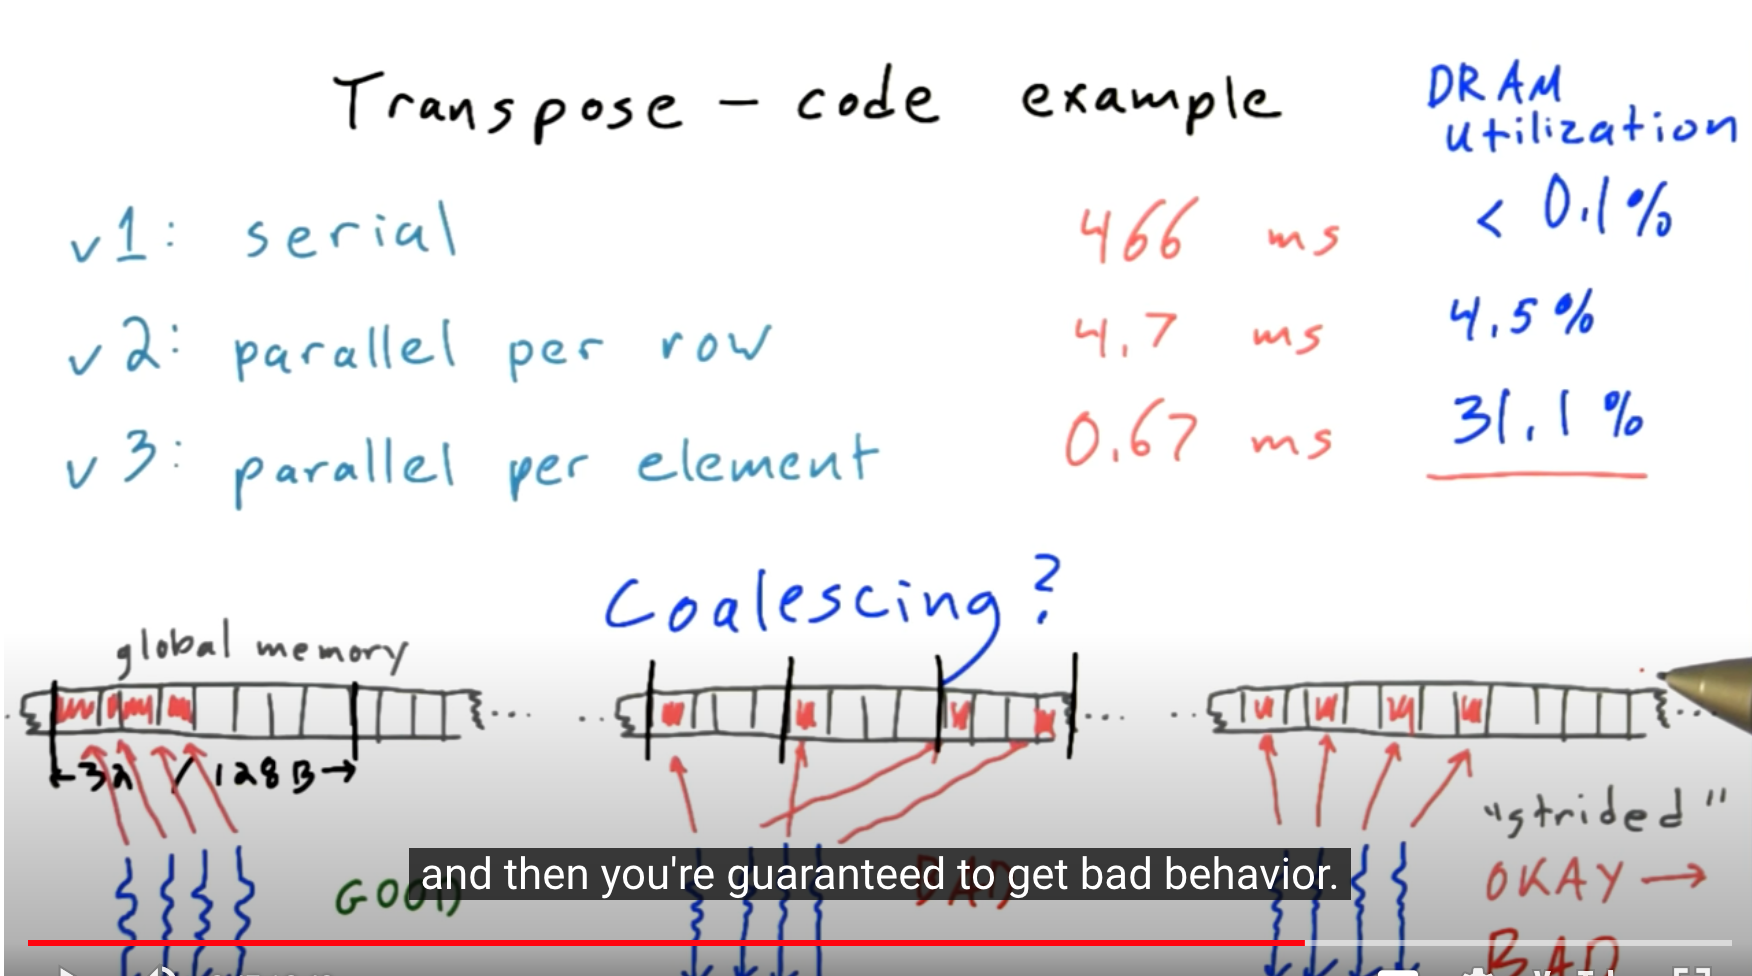 Transpose - code example
DRAM
utilization
v1: serial 466 ms < 0.1%
v2: parallel per row 4.7 ms 4.5%
v3: parallel per element 0.67 ms 31.1%
Coalescing?
global memory
32 / 128B
"strided"
GOOD
BAD
OKAY →
BAD
and then you're guaranteed to get bad behavior.